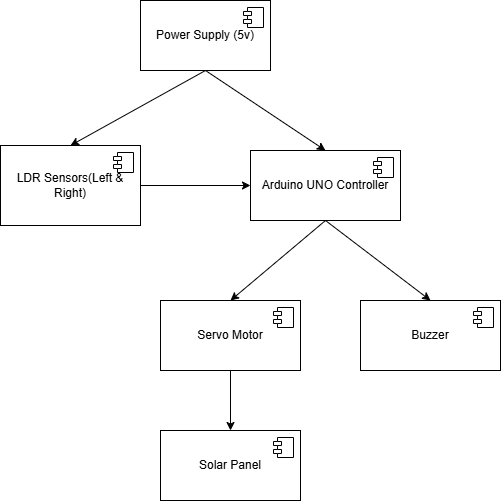 Power Supply (5v)
LDR Sensors(Left &
Right)
Arduino UNO Controller
Servo Motor
Buzzer
Solar Panel